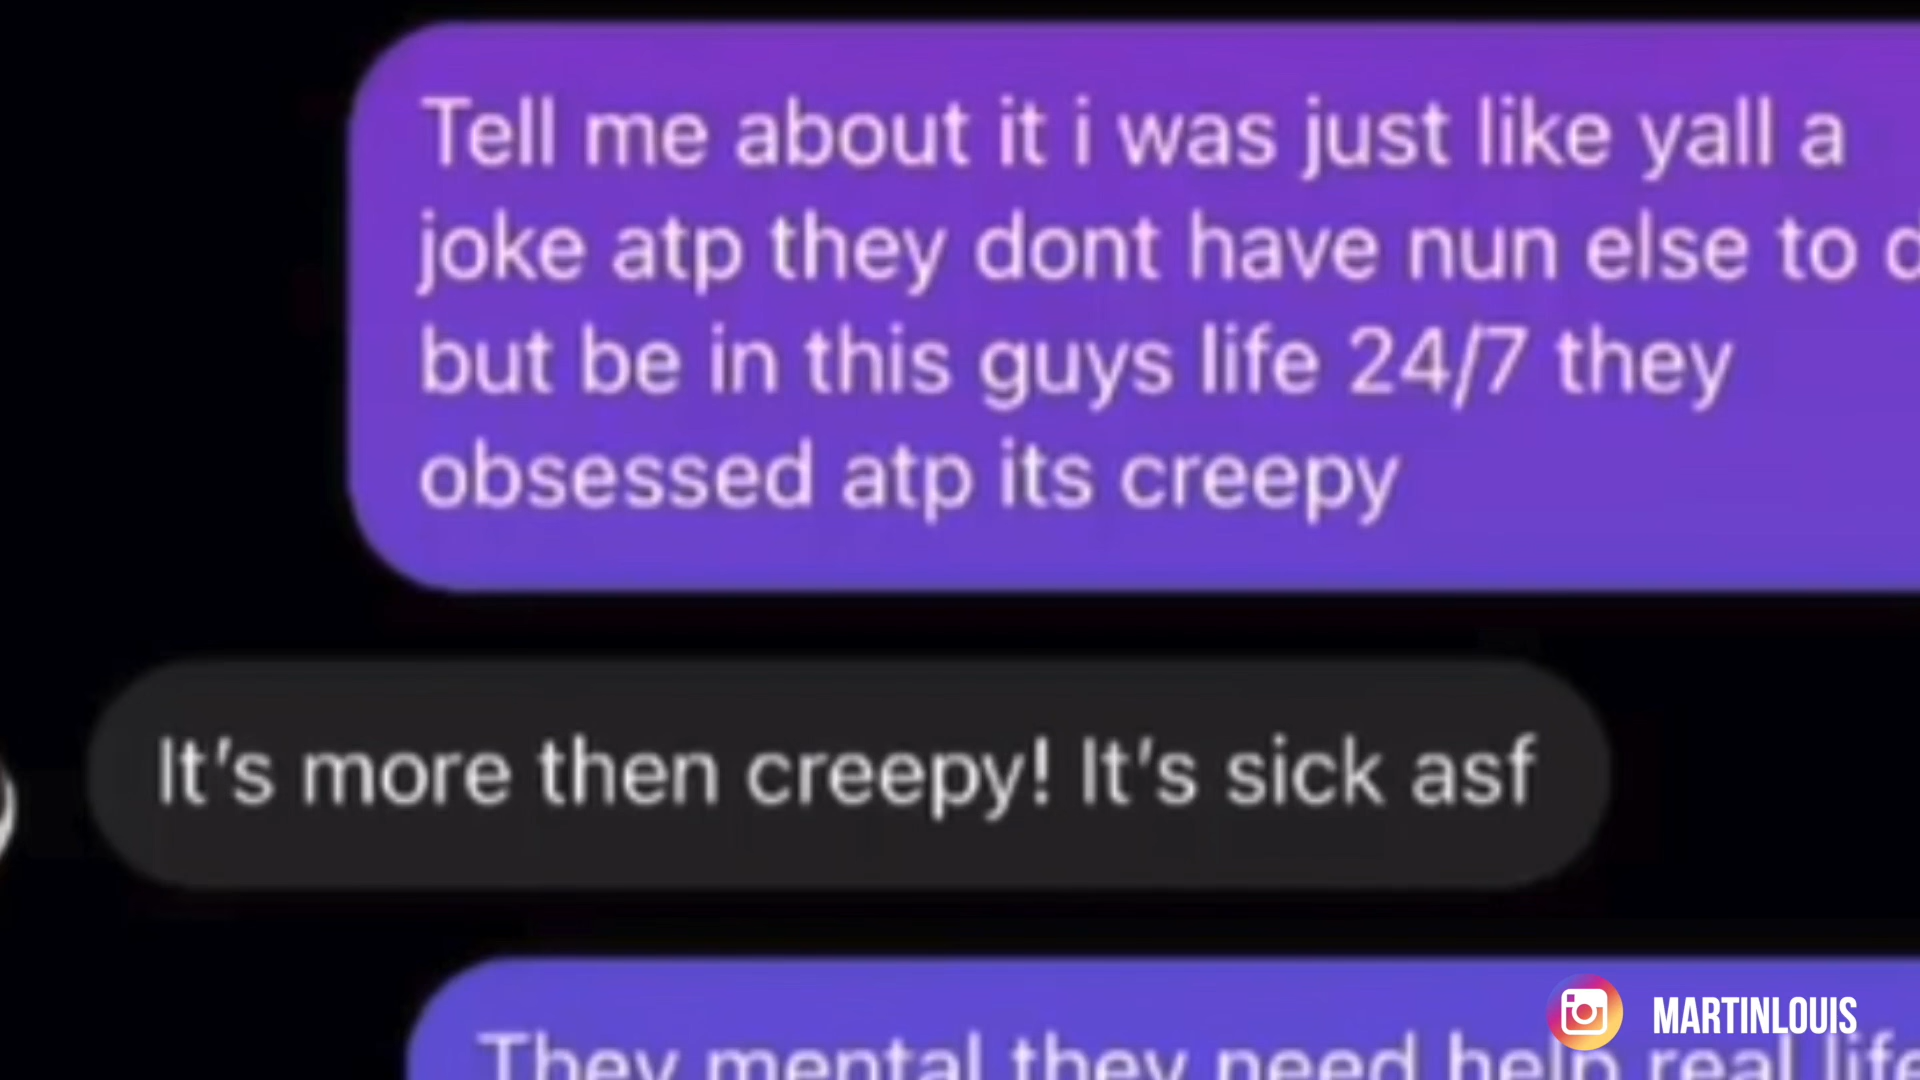 Tell me about it i was just like yall a
joke atp they dont have nun else to
but be in this guys life 24/7 they
obsessed atp its creepy
It's more then creepy! It's sick asf
They mental they need help real life
MARTINLOUIS